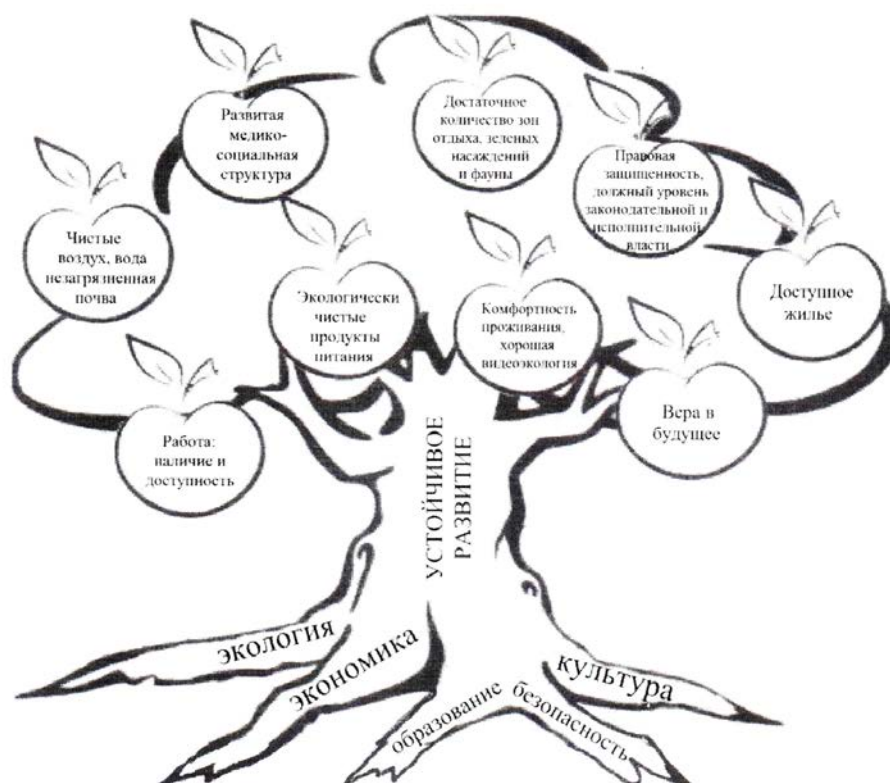 Развитая
медико-
социальная
структура
Достаточное
количество зон
отдыха, зеленых
насаждений
и фауны
Правовая
защищенность,
должный уровень
законодательной и
исполнительной
власти
Чистые
воздух, вода
незагрязненная
почва
Экологически
чистые
продукты
питания
Комфортность
проживания,
хорошая
видеоэкология
Доступное
жилье
Работа:
наличие и
доступность
Вера в
будущее
УСТОЙЧИВОЕ
РАЗВИТИЕ
экология
экономика
образование
безопасность
культура